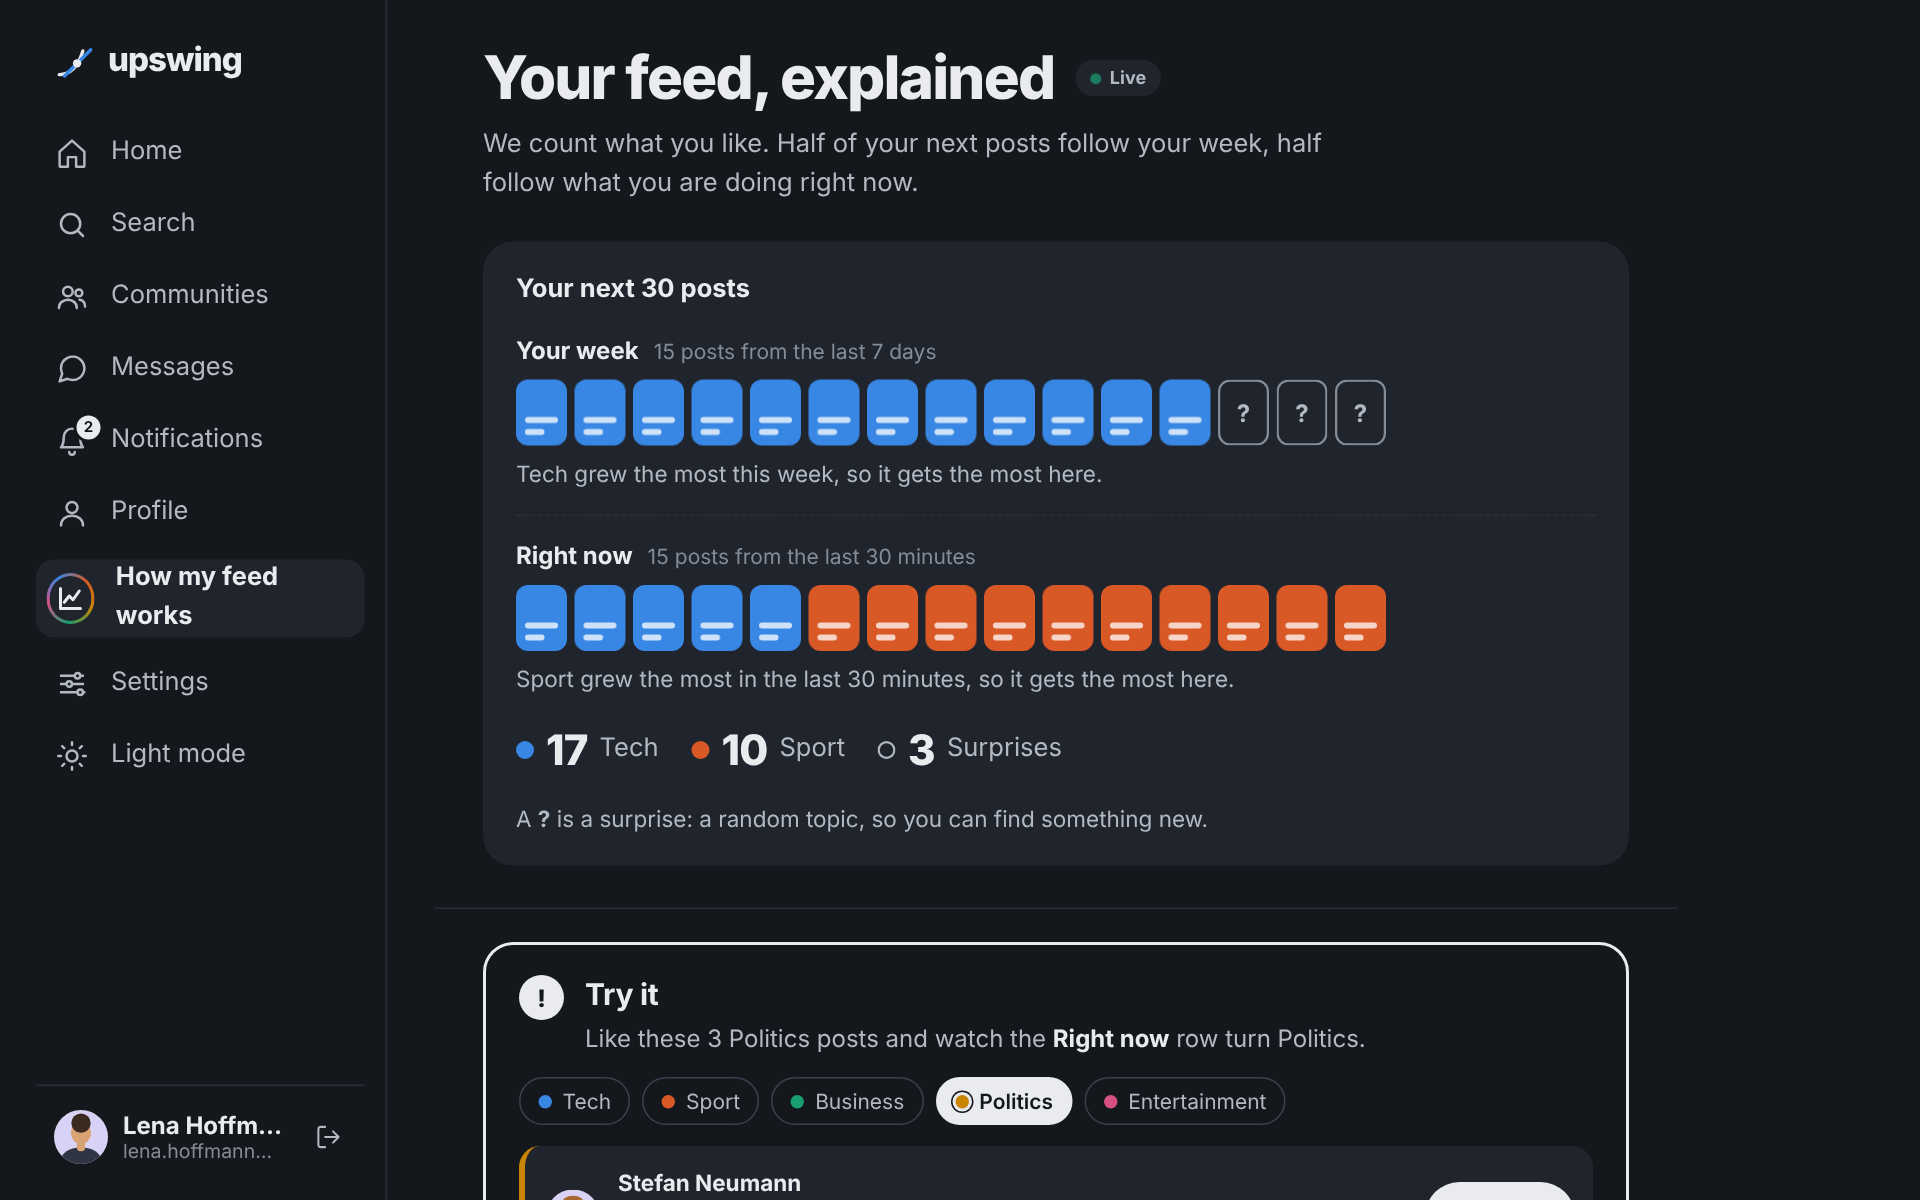 upswing
Home
Search
Communities
Messages
2
Notifications
Profile
How my feed
works
Settings
Light mode
Lena Hoffm...
lena.hoffmann...
Your feed, explained
Live
We count what you like. Half of your next posts follow your week, half
follow what you are doing right now.
Your next 30 posts
Your week 15 posts from the last 7 days
? ? ?
Tech grew the most this week, so it gets the most here.
Right now 15 posts from the last 30 minutes
Sport grew the most in the last 30 minutes, so it gets the most here.
17 Tech 10 Sport 3 Surprises
A ? is a surprise: a random topic, so you can find something new.
! Try it
Like these 3 Politics posts and watch the Right now row turn Politics.
Tech Sport Business Politics Entertainment
Stefan Neumann